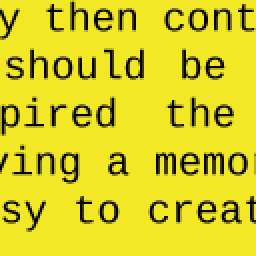 y then cont
should be
pired the
ving a memor
sy to creat